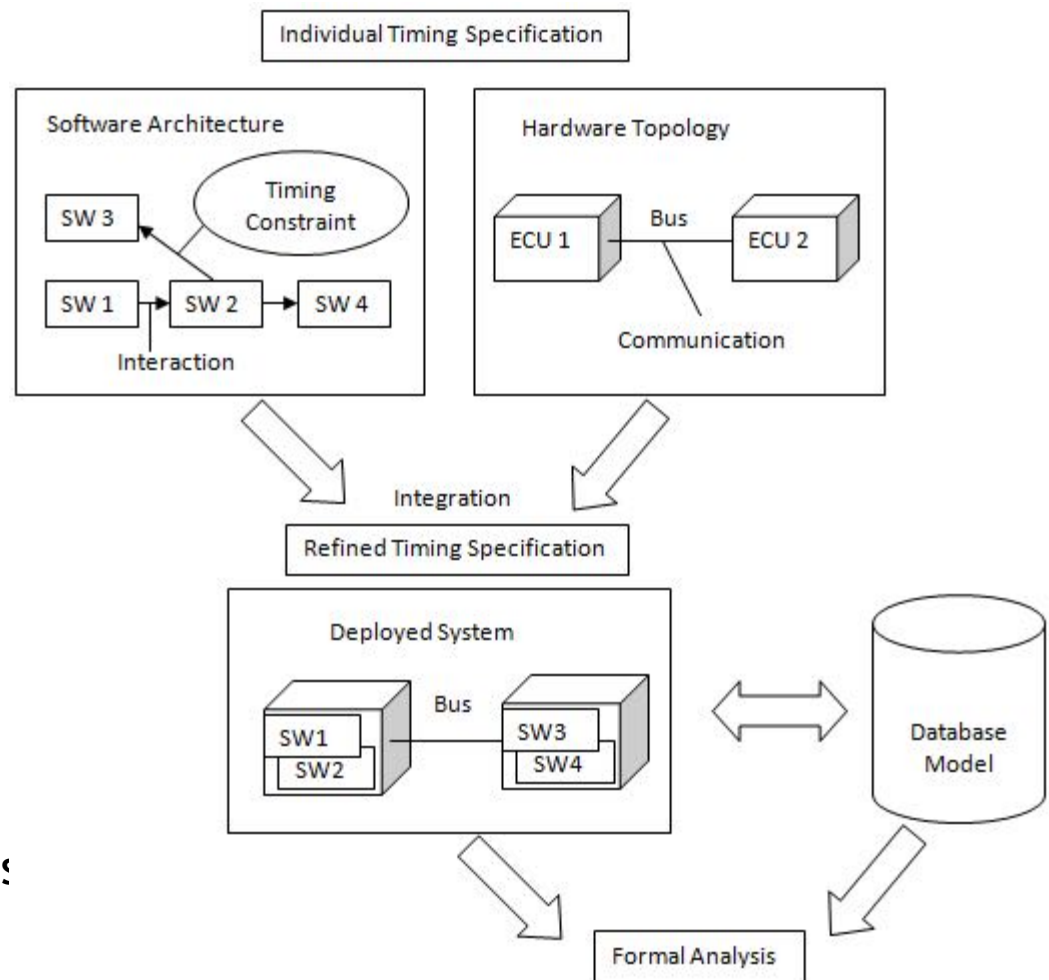 Individual Timing Specification
Software Architecture
Timing
Constraint
SW 3
SW 1
SW 2
SW 4
Interaction
Hardware Topology
ECU 1
Bus
ECU 2
Communication
Integration
Refined Timing Specification
Deployed System
SW1
SW2
Bus
SW3
SW4
Database
Model
Formal Analysis